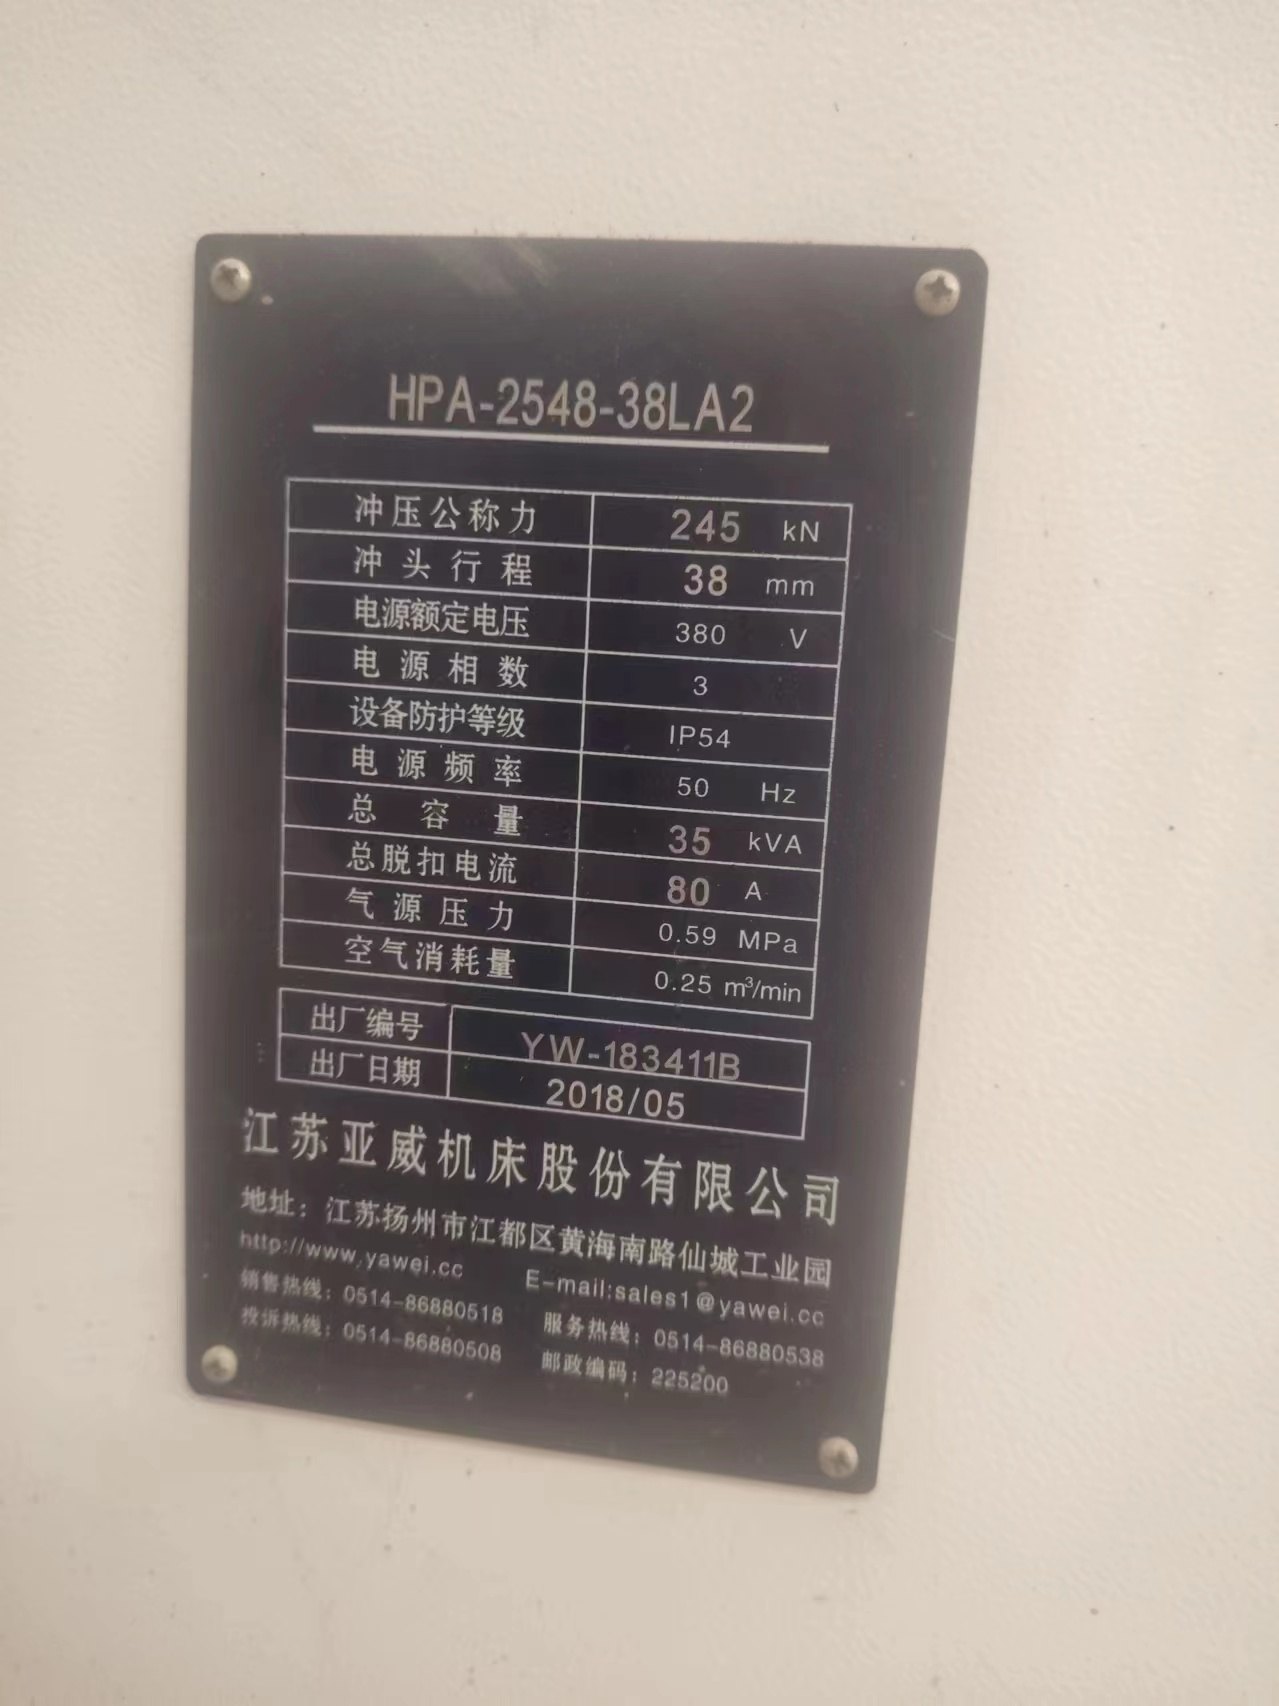 HPA-2548-38LA2
冲压公称力 245 kN
冲头行程 38 mm
电源额定电压 380 V
电源相数 3
设备防护等级 IP54
电源频率 50 Hz
总容量 35 kVA
总脱扣电流 80 A
气源压力 0.59 MPa
空气消耗量 0.25 m³/min
出厂编号 YW-183411B
出厂日期 2018/05
江苏亚威机床股份有限公司
地址：江苏扬州市江都区黄海南路仙城工业园
http://www.yawei.cc E-mail:sales1@yawei.cc
销售热线：0514-86880518 服务热线：0514-86880538
投诉热线：0514-86880508 邮政编码：225200